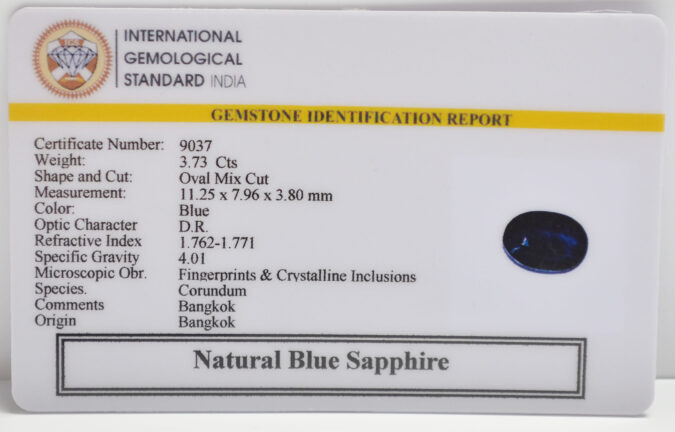 INTERNATIONAL
GEMOLOGICAL
STANDARD INDIA
GEMSTONE IDENTIFICATION REPORT
Certificate Number: 9037
Weight: 3.73 Cts
Shape and Cut: Oval Mix Cut
Measurement: 11.25 x 7.96 x 3.80 mm
Color: Blue
Optic Character D.R.
Refractive Index 1.762-1.771
Specific Gravity 4.01
Microscopic Obr. Fingerprints & Crystalline Inclusions
Species. Corundum
Comments Bangkok
Origin Bangkok
Natural Blue Sapphire